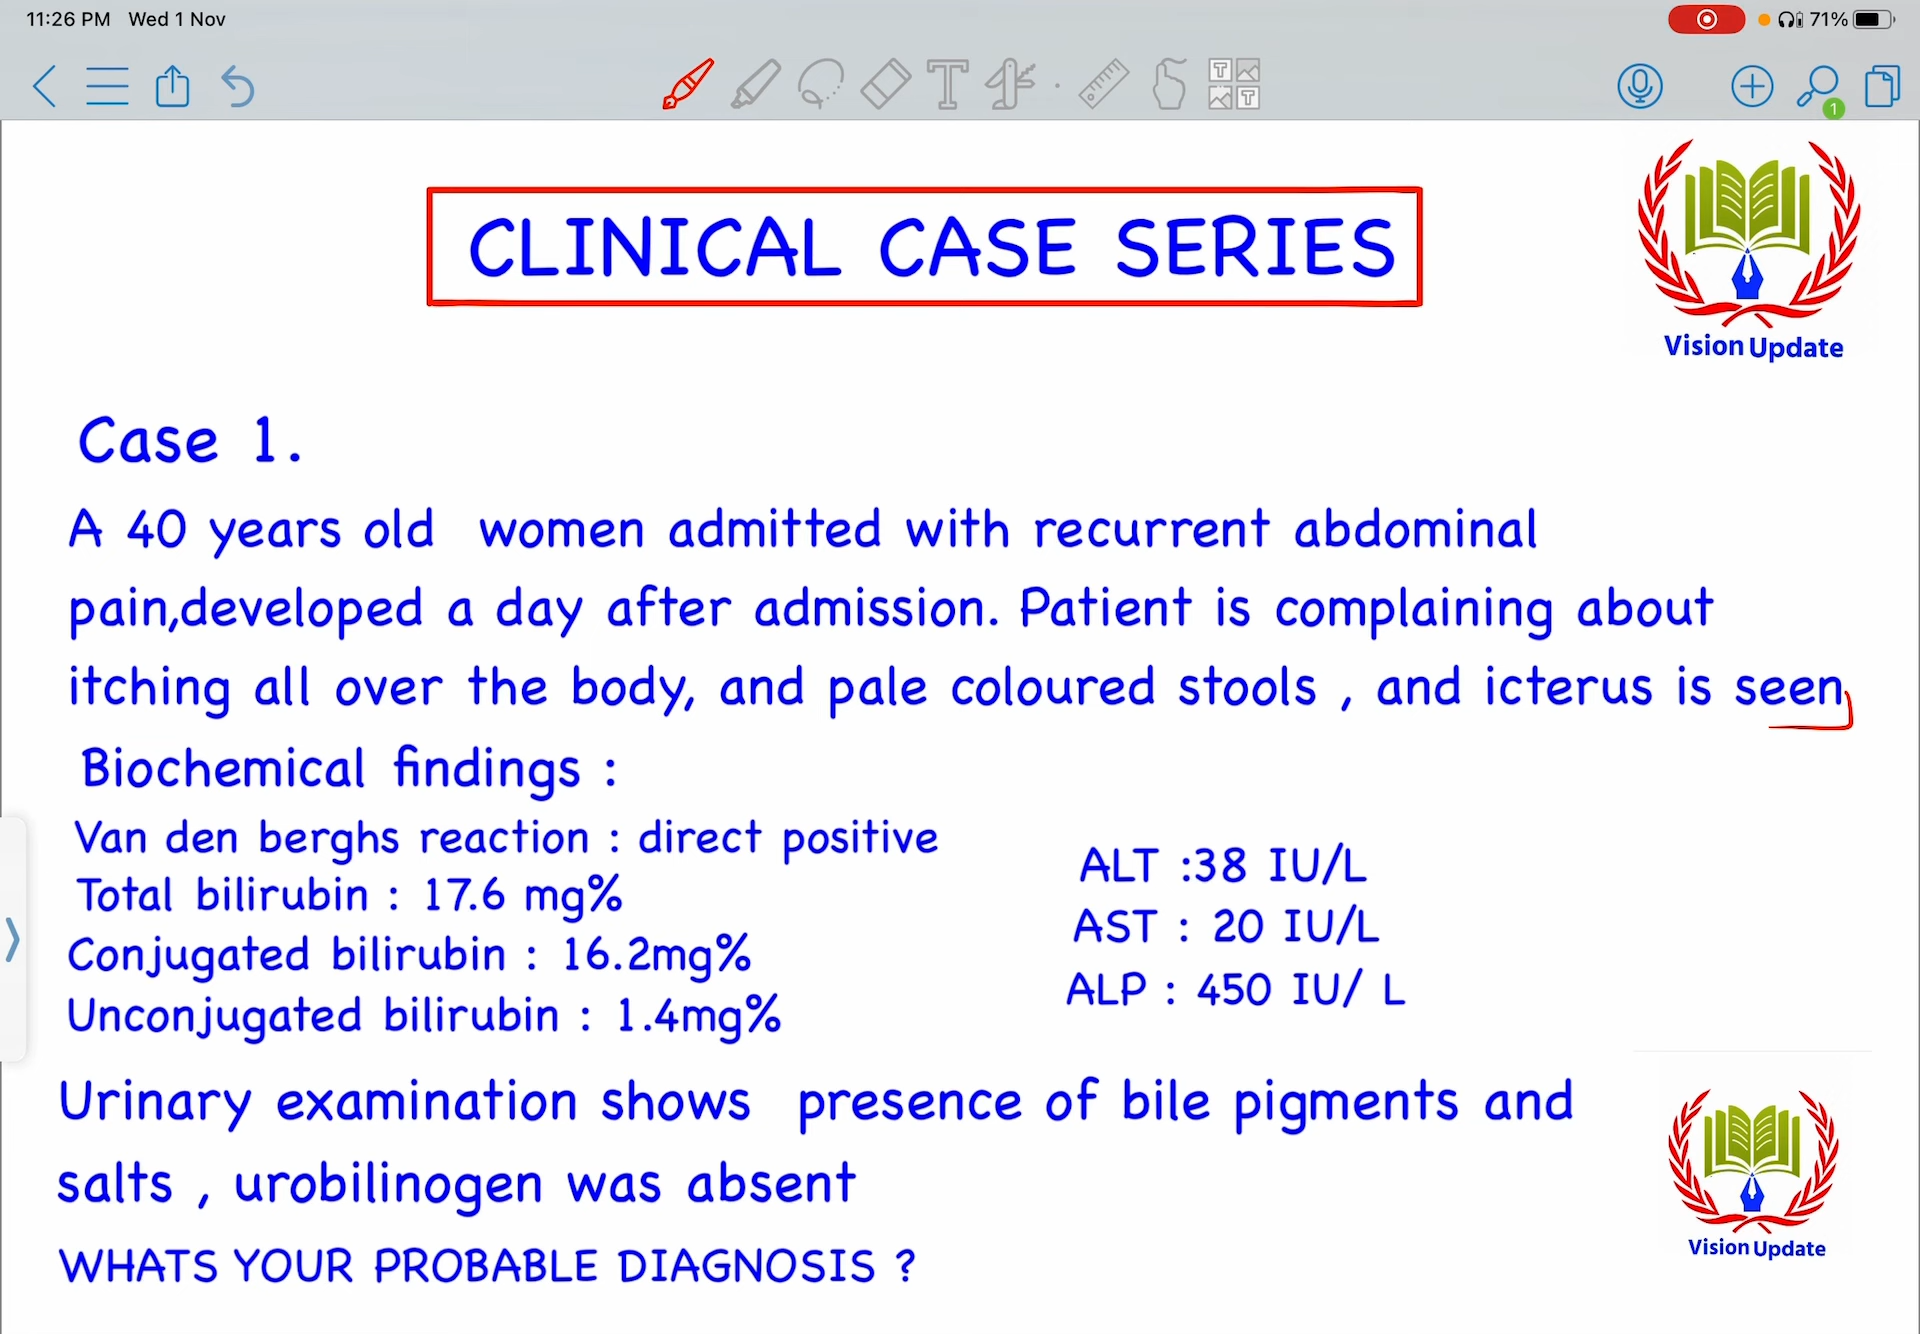 11:26 PM Wed 1 Nov
71%
T
T
T
1
CLINICAL CASE SERIES
Vision Update
Case 1.
A 40 years old women admitted with recurrent abdominal
pain,developed a day after admission. Patient is complaining about
itching all over the body, and pale coloured stools , and icterus is seen
Biochemical findings :
Van den berghs reaction : direct positive
Total bilirubin : 17.6 mg%
Conjugated bilirubin : 16.2mg%
Unconjugated bilirubin : 1.4mg%
ALT :38 IU/L
AST : 20 IU/L
ALP : 450 IU/ L
Urinary examination shows presence of bile pigments and
salts , urobilinogen was absent
WHATS YOUR PROBABLE DIAGNOSIS ?
Vision Update